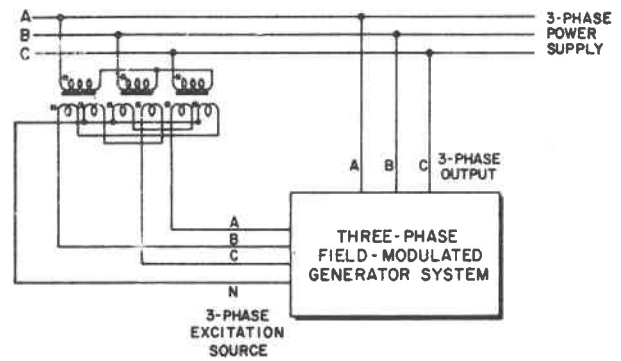 A
B
C
3-PHASE
POWER
SUPPLY
A B C 3-PHASE
OUTPUT
A
B
C
N
THREE-PHASE
FIELD-MODULATED
GENERATOR SYSTEM
3-PHASE
EXCITATION
SOURCE